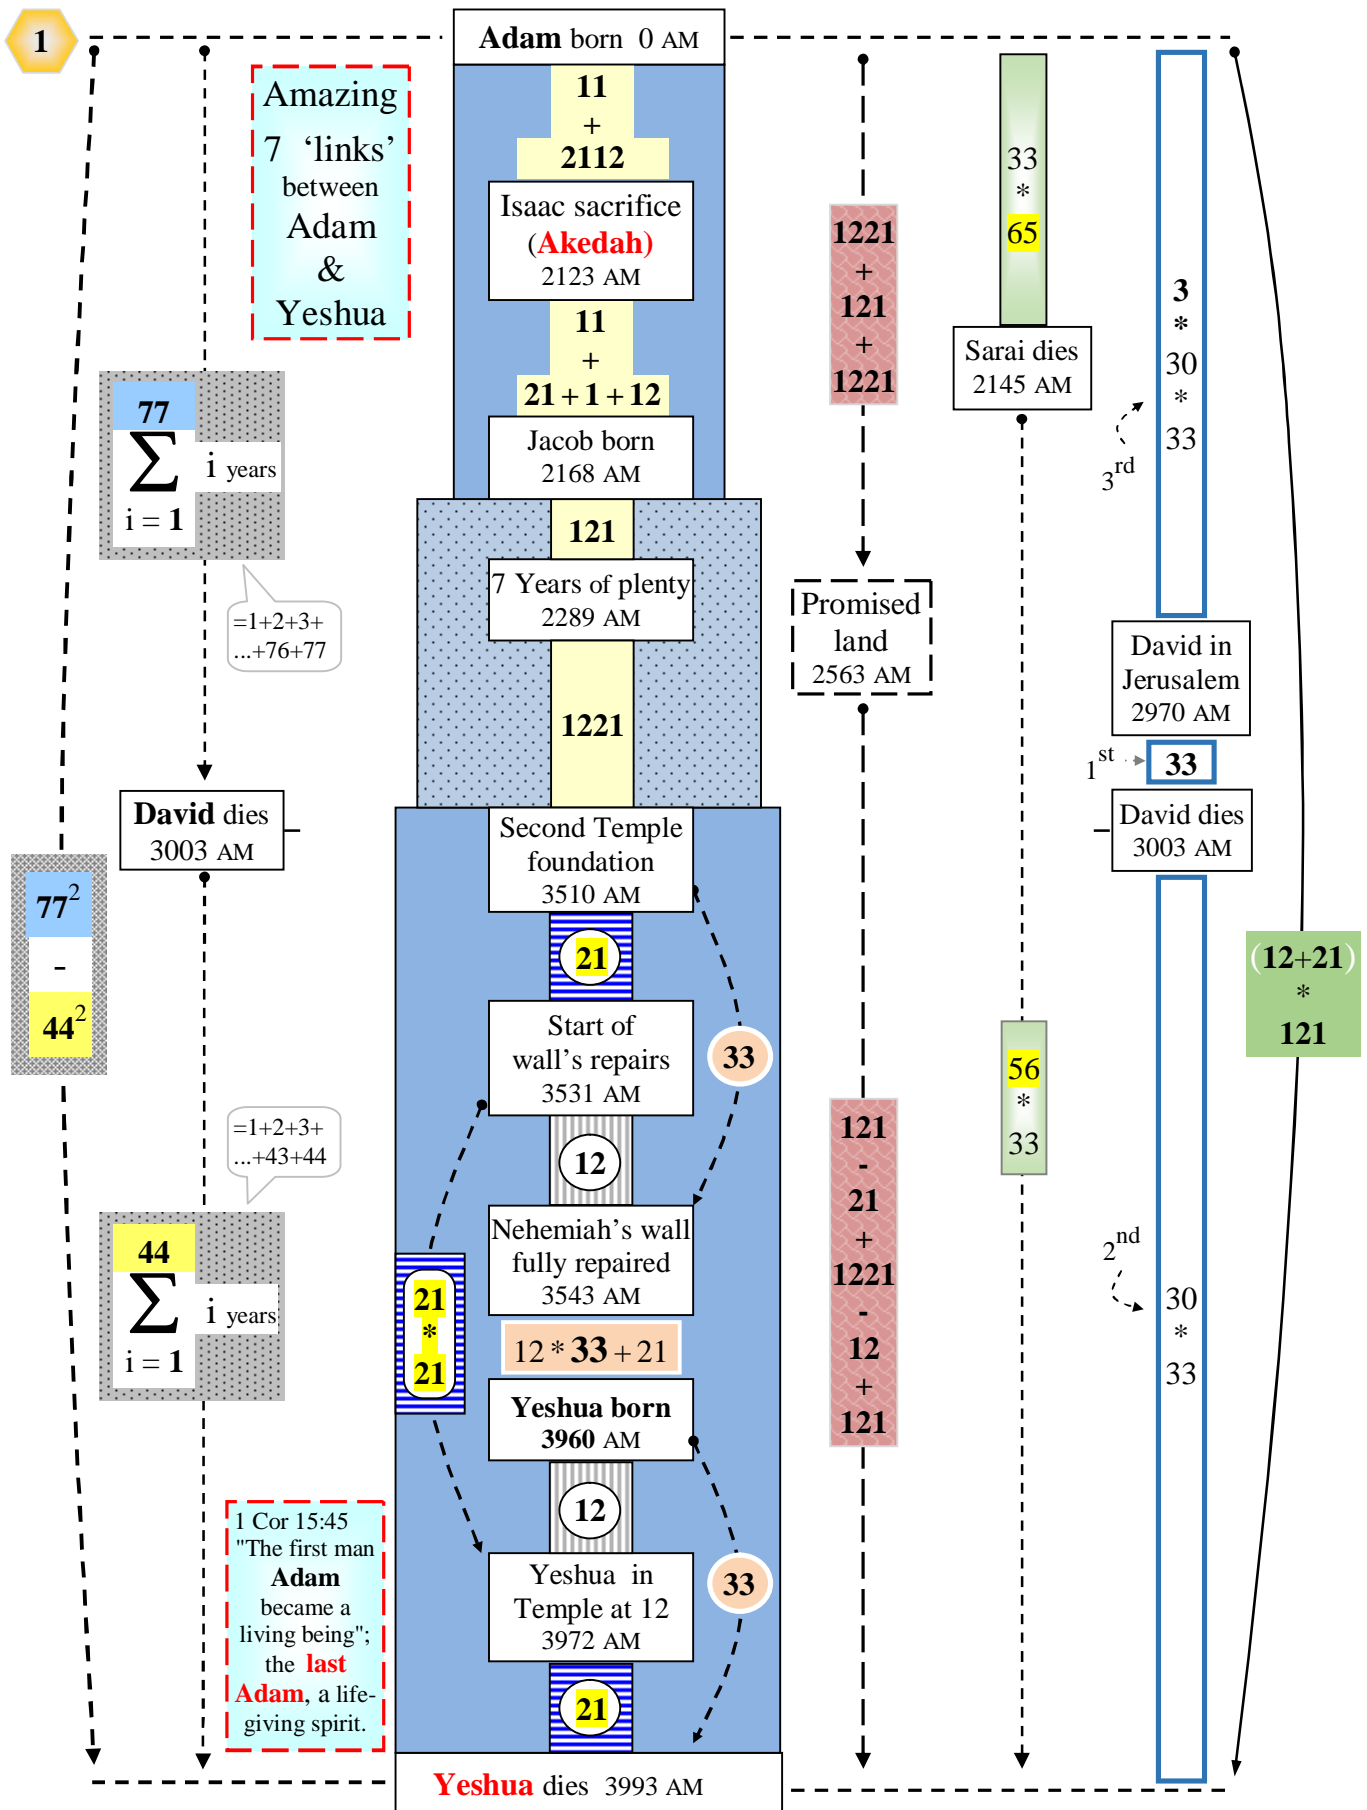 1
Adam born 0 AM
Amazing
7 ‘links’
between
Adam
&
Yeshua
11
+
2112
Isaac sacrifice
(Akedah)
2123 AM
11
+
21 + 1 + 12
Jacob born
2168 AM
121
7 Years of plenty
2289 AM
1221
Second Temple
foundation
3510 AM
21
Start of
wall’s repairs
3531 AM
33
12
Nehemiah’s wall
fully repaired
3543 AM
12 * 33 + 21
21
*
21
Yeshua born
3960 AM
12
Yeshua in
Temple at 12
3972 AM
33
21
Yeshua dies 3993 AM
77
Σ i years
i = 1
=1+2+3+
...+76+77
David dies
3003 AM
77²
-
44²
=1+2+3+
...+43+44
44
Σ i years
i = 1
1 Cor 15:45
"The first man
Adam
became a
living being";
the last
Adam, a life-
giving spirit.
1221
+
121
+
1221
Promised
land
2563 AM
121
-
21
+
1221
-
12
+
121
33
*
65
Sarai dies
2145 AM
56
*
33
3
*
30
*
33
3rd
David in
Jerusalem
2970 AM
1st
33
David dies
3003 AM
2nd
30
*
33
(12+21)
*
121